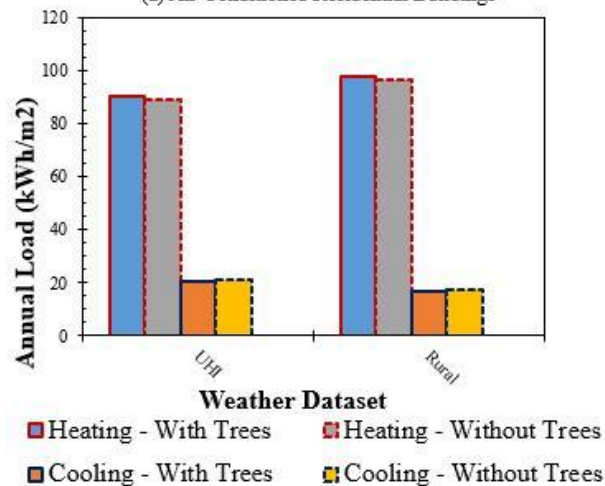 120
100
80
60
40
20
0
Annual Load (kWh/m2)
UHI
Rural
Weather Dataset
Heating - With Trees
Heating - Without Trees
Cooling - With Trees
Cooling - Without Trees